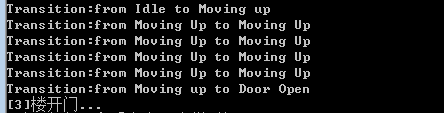 Transition:from Idle to Moving up
Transition:from Moving Up to Moving Up
Transition:from Moving Up to Moving Up
Transition:from Moving Up to Moving Up
Transition:from Moving Up to Moving Up
Transition:from Moving up to Door Open
[3]楼开门...